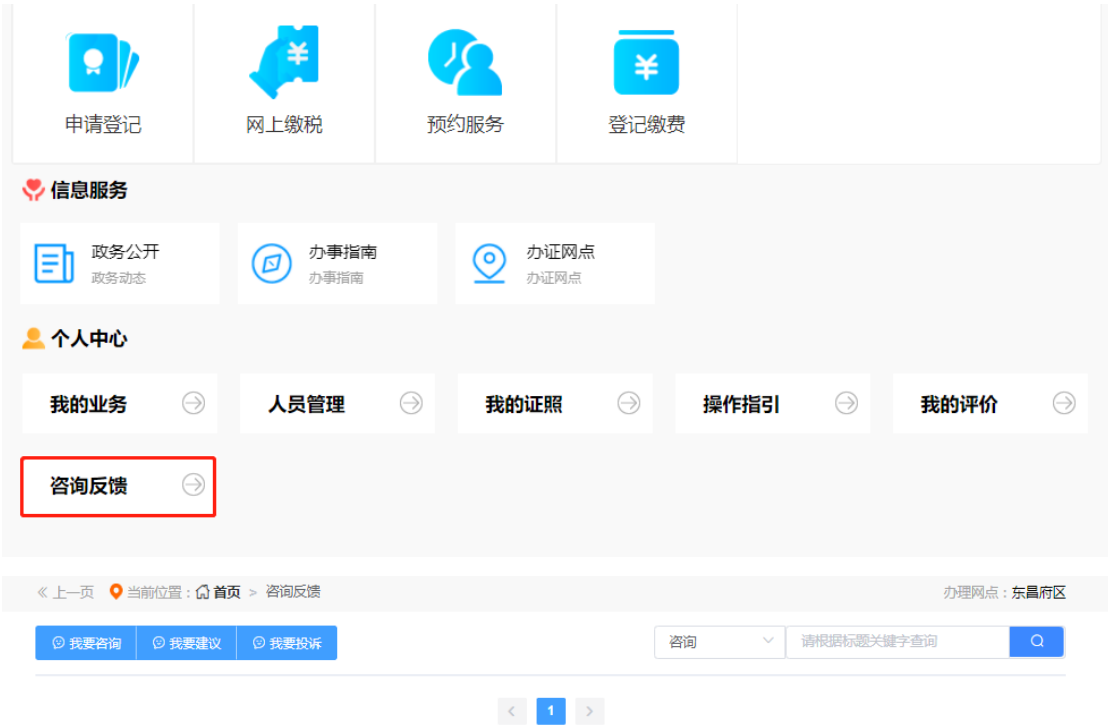 申请登记 网上缴税 预约服务 登记缴费
信息服务
政务公开 办事指南 办证网点
政务动态 办事指南 办证网点
个人中心
我的业务 人员管理 我的证照 操作指引 我的评价
咨询反馈
《上一页 当前位置：首页 > 咨询反馈 办理网点：东昌府区
我要咨询 我要建议 我要投诉 咨询 请根据标题关键字查询
< 1 >